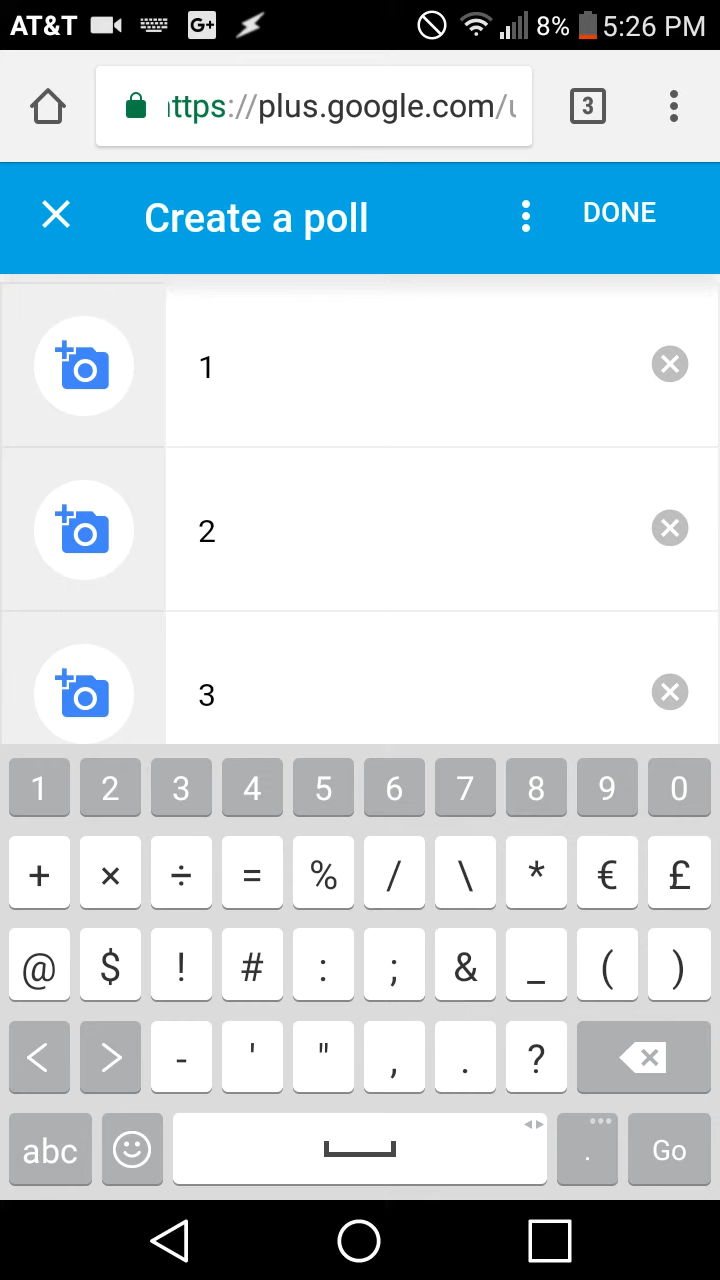 AT&T G+ 8% 5:26 PM
ttps://plus.google.com/u 3
Create a poll DONE
1
2
3
1 2 3 4 5 6 7 8 9 0
+ × ÷ = % / \ * € £
@ $ ! # : ; & _ ( )
< > - ' " , . ?
abc . Go